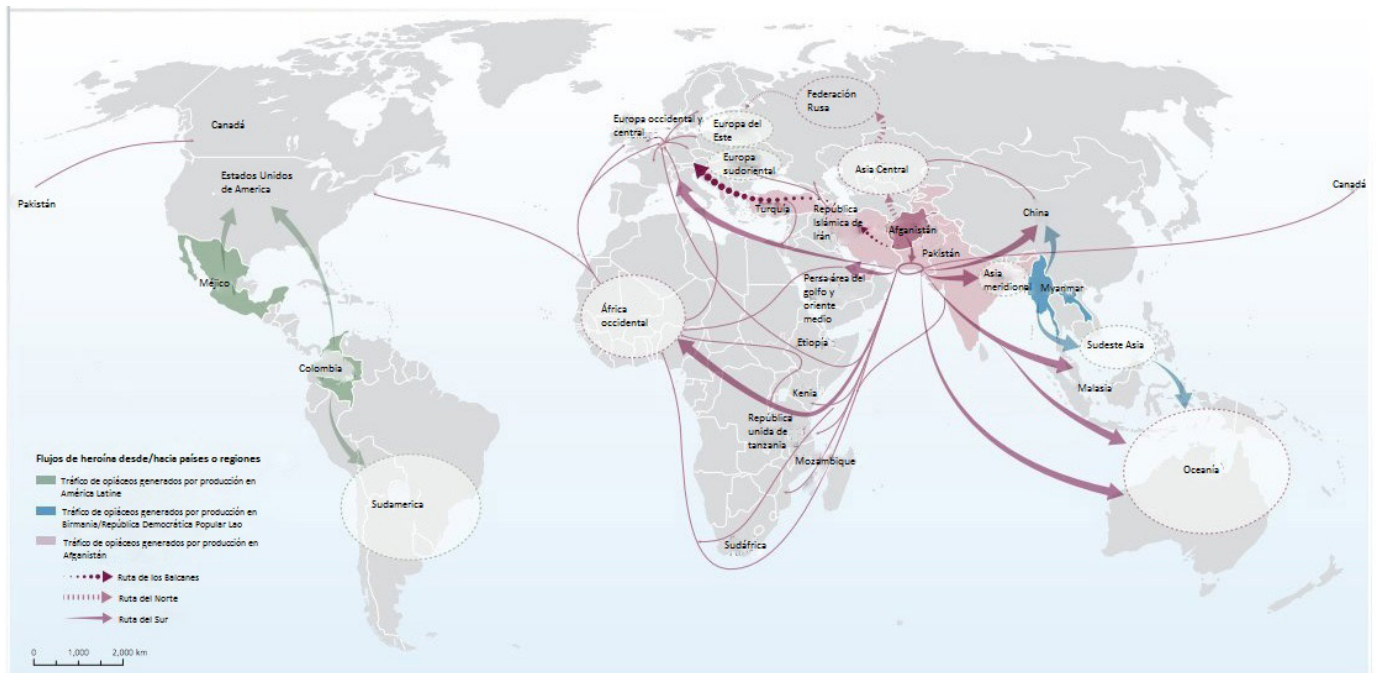 Canadá
Estados Unidos
de America
Pakistán
Méjico
Colombia
Sudamerica
Europa occidental y
central
Europa del
Este
Europa
sudoriental
Federación
Rusa
Asia Central
Turquía
República
Islámica de
Irán
Afganistán
Pakistán
China
Canadá
Persa-área del
golfo y
oriente
medio
Asia
meridional
Myanmar
África
occidental
Etiopía
Sudeste Asia
Kenia
Malasia
República
unida de
tanzania
Mozambique
Oceanía
Sudáfrica
Flujos de heroína desde/hacia países o regiones
Tráfico de opiáceos generados por producción en
América Latine
Tráfico de opiáceos generados por producción en
Birmania/República Democrática Popular Lao
Tráfico de opiáceos generados por producción en
Afganistán
Ruta de los Balcanes
Ruta del Norte
Ruta del Sur
0 1,000 2,000 km